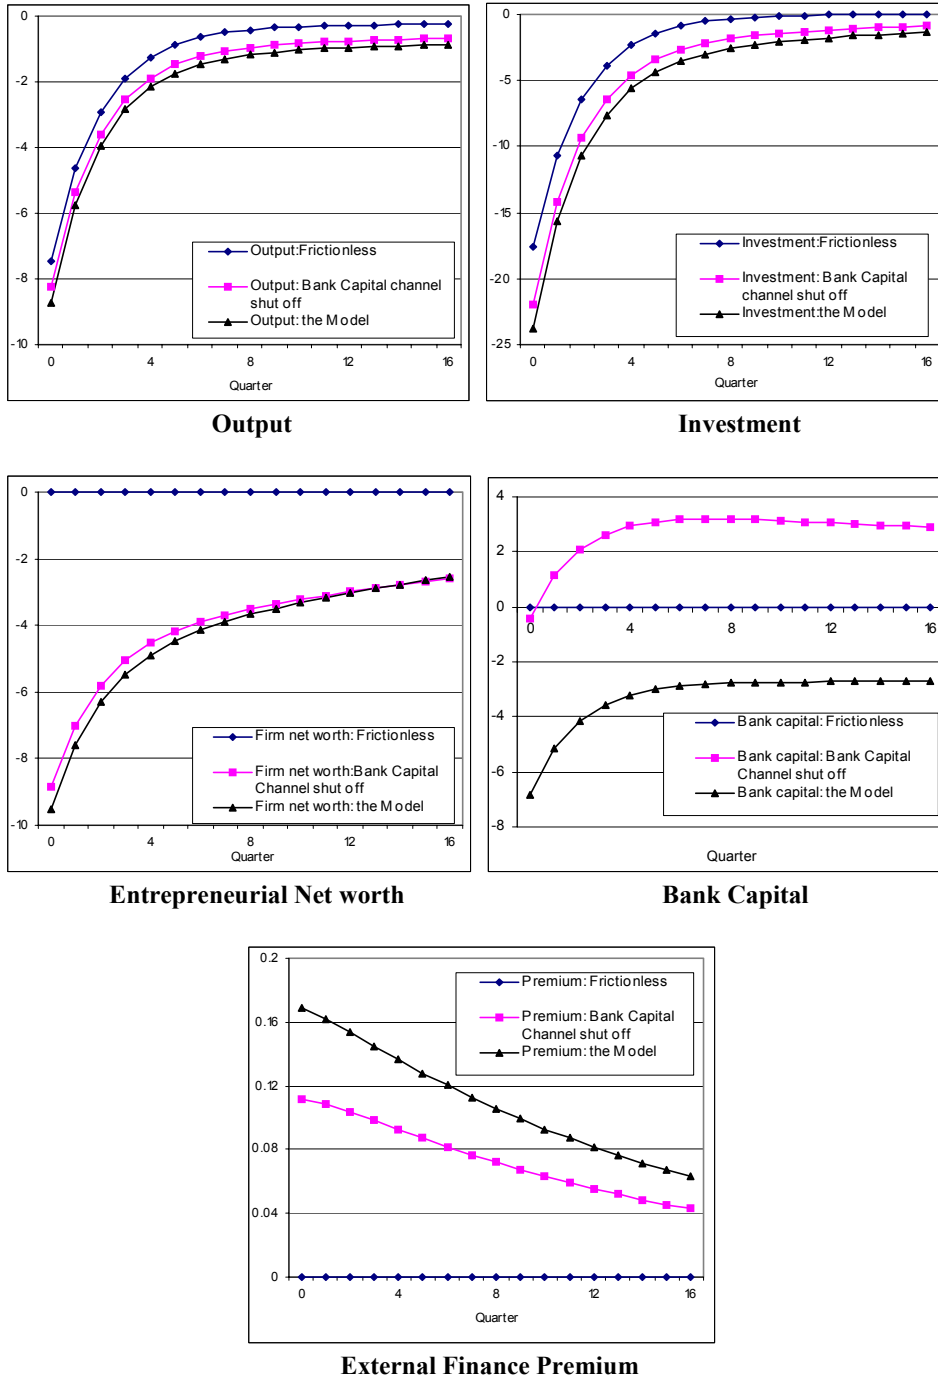 0
-2
-4
-6
-8
-10
Output:Frictionless
Output: Bank Capital channel
shut off
Output: the Model
0 4 8 12 16
Quarter
Output
0
-5
-10
-15
-20
-25
Investment:Frictionless
Investment: Bank Capital
channel shut off
Investment:the Model
0 4 8 12 16
Quarter
Investment
0
-2
-4
-6
-8
-10
Firm net worth: Frictionless
Firm net worth:Bank Capital
Channel shut off
Firm net worth: the Model
0 4 8 12 16
Quarter
Entrepreneurial Net worth
4
2
0
-2
-4
-6
-8
0 4 8 12 16
Bank capital: Frictionless
Bank capital: Bank Capital
Channel shut off
Bank capital: the Model
Quarter
Bank Capital
0.2
0.16
0.12
0.08
0.04
0
Premium: Frictionless
Premium: Bank Capital
Channel shut off
Premium: the Model
0 4 8 12 16
Quarter
External Finance Premium